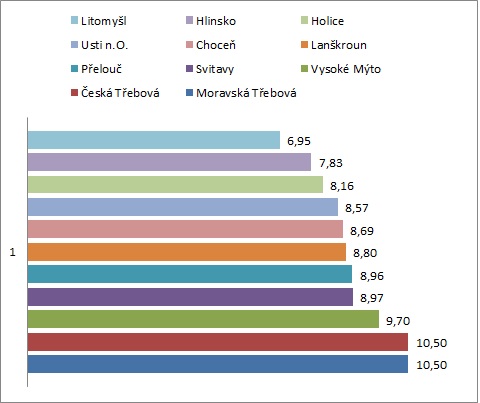 Litomyšl Hlinsko Holice
Usti n.O. Choceň Lanškroun
Přelouč Svitavy Vysoké Mýto
Česká Třebová Moravská Třebová
6,95
7,83
8,16
8,57
8,69
1 8,80
8,96
8,97
9,70
10,50
10,50